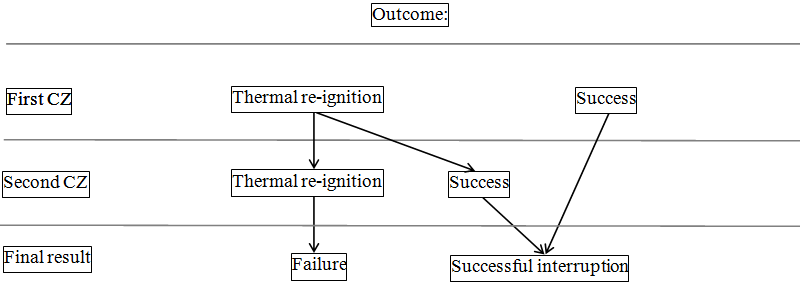 Outcome:
First CZ
Thermal re-ignition
Success
Second CZ
Thermal re-ignition
Success
Final result
Failure
Successful interruption